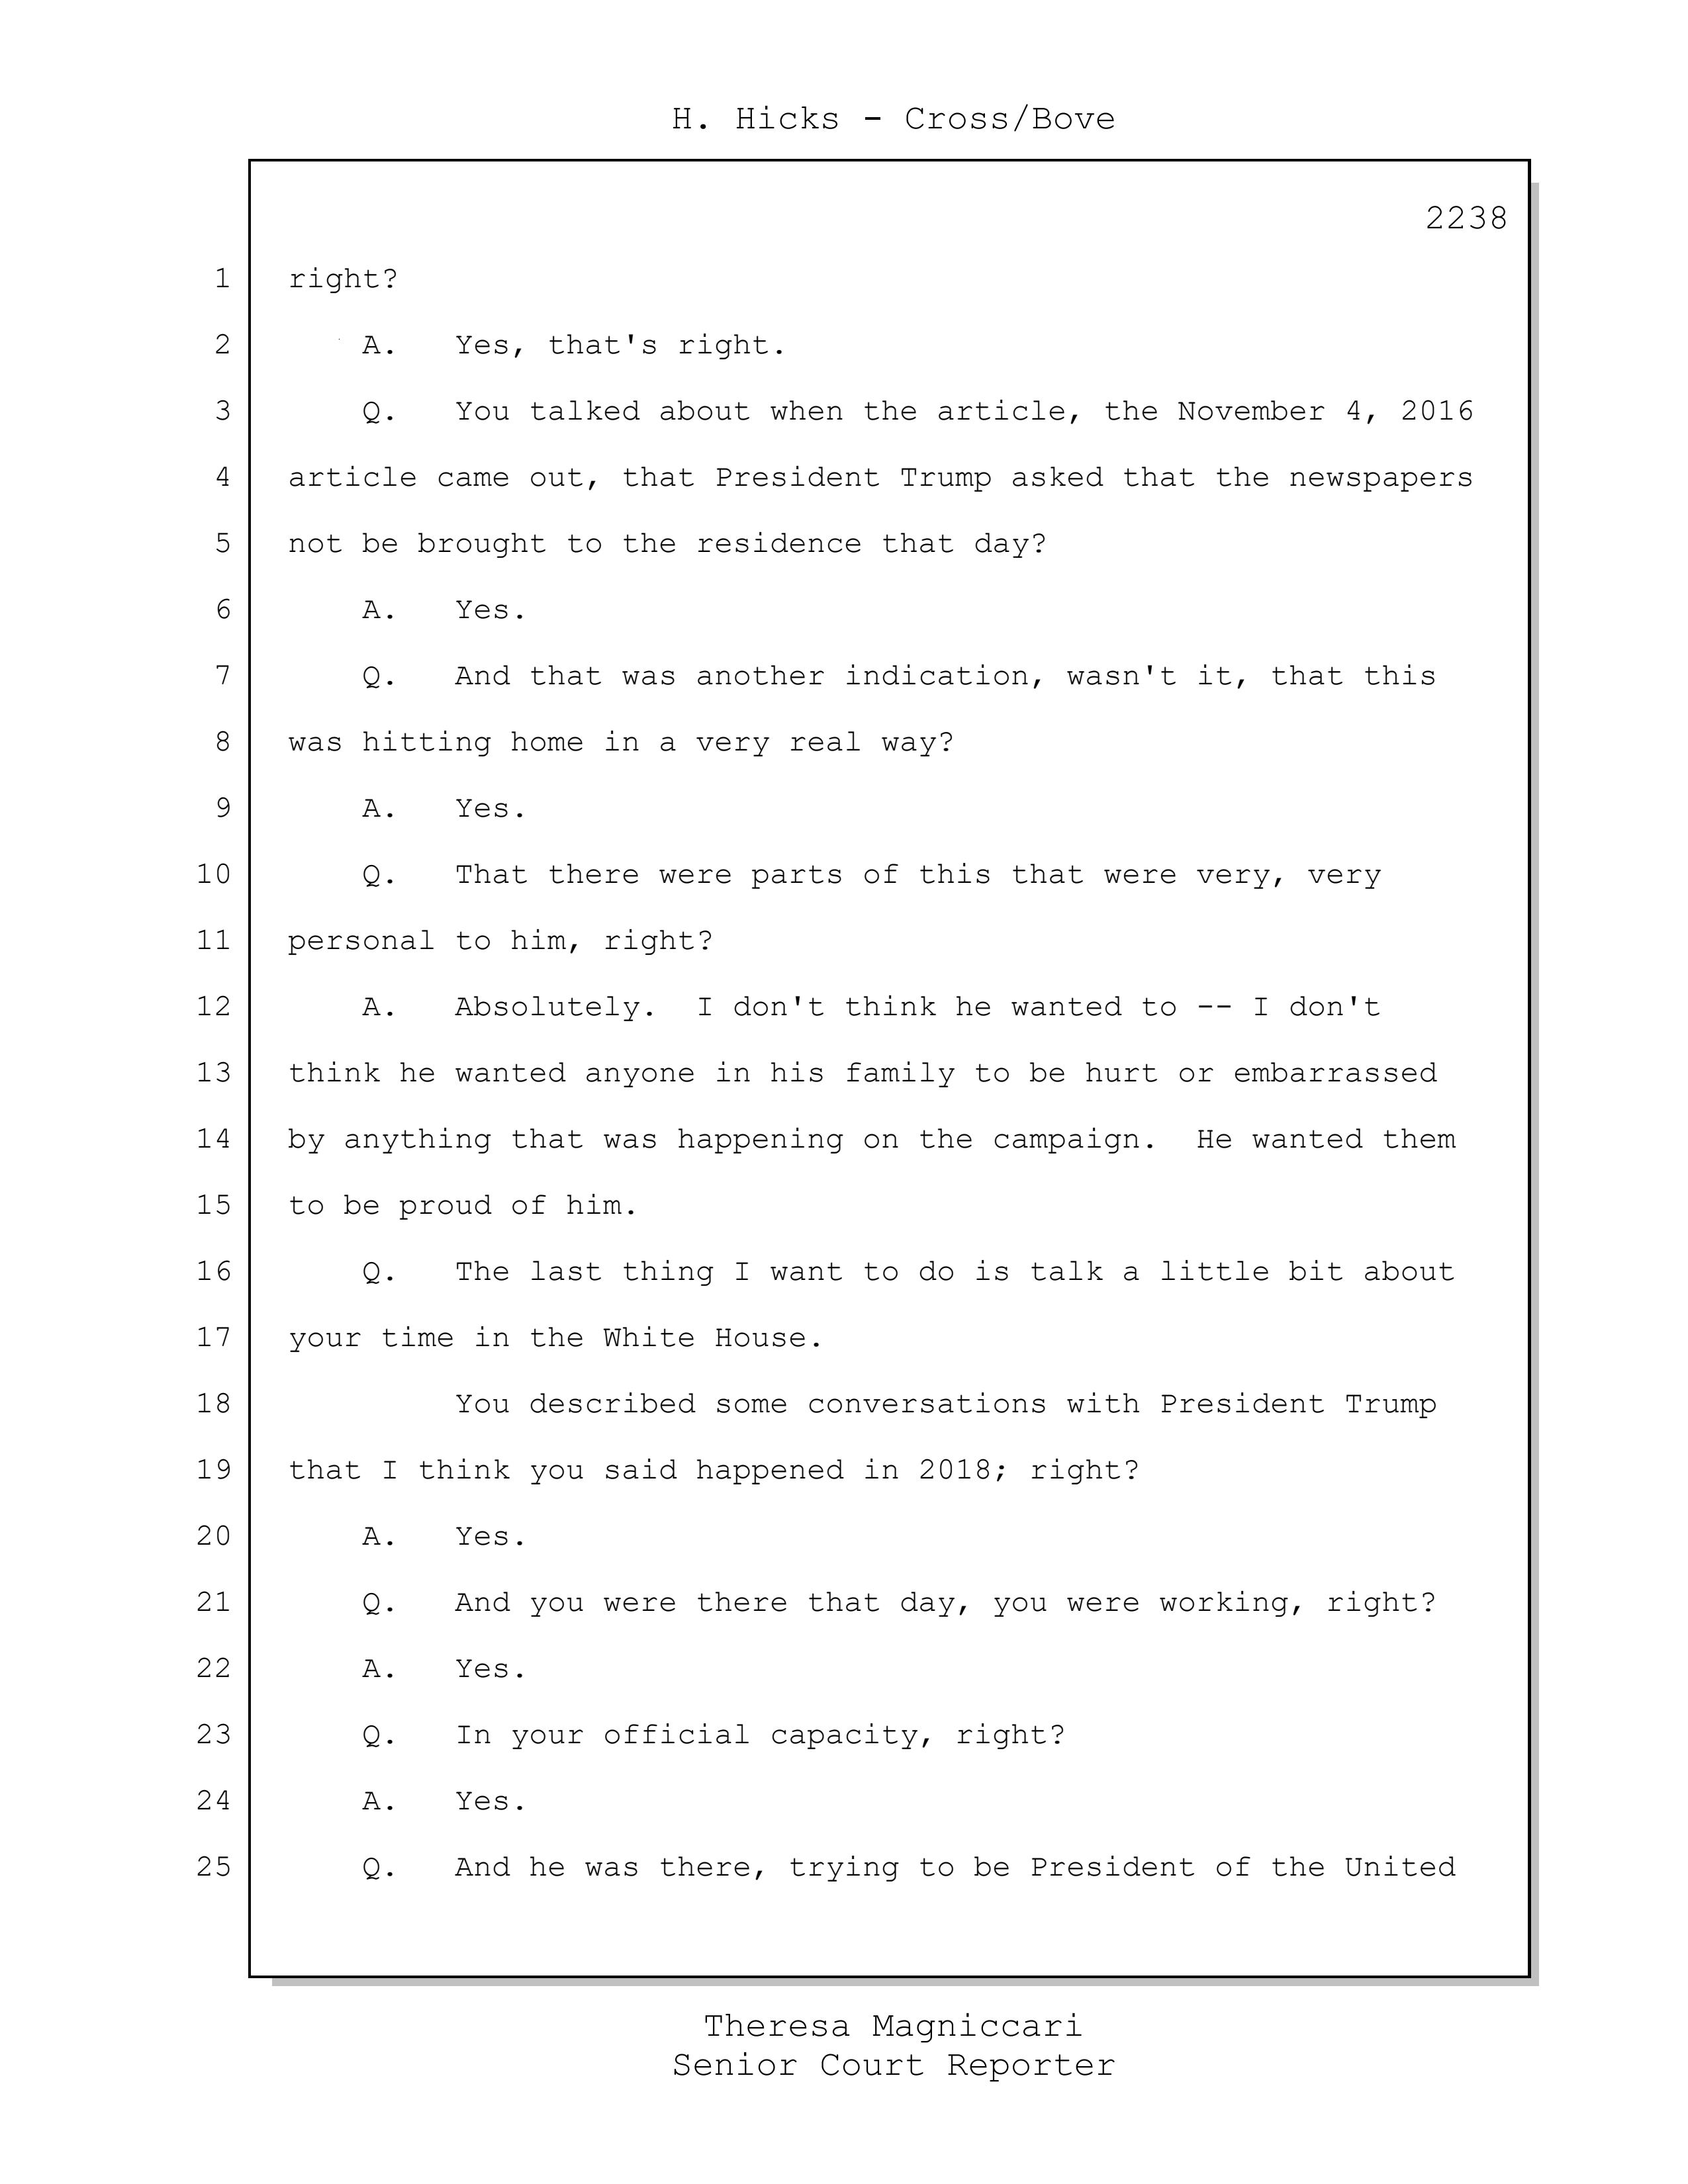 H. Hicks - Cross/Bove
2238
1 right?
2 A. Yes, that's right.
3 Q. You talked about when the article, the November 4, 2016
4 article came out, that President Trump asked that the newspapers
5 not be brought to the residence that day?
6 A. Yes.
7 Q. And that was another indication, wasn't it, that this
8 was hitting home in a very real way?
9 A. Yes.
10 Q. That there were parts of this that were very, very
11 personal to him, right?
12 A. Absolutely. I don't think he wanted to -- I don't
13 think he wanted anyone in his family to be hurt or embarrassed
14 by anything that was happening on the campaign. He wanted them
15 to be proud of him.
16 Q. The last thing I want to do is talk a little bit about
17 your time in the White House.
18 You described some conversations with President Trump
19 that I think you said happened in 2018; right?
20 A. Yes.
21 Q. And you were there that day, you were working, right?
22 A. Yes.
23 Q. In your official capacity, right?
24 A. Yes.
25 Q. And he was there, trying to be President of the United
Theresa Magniccari
Senior Court Reporter